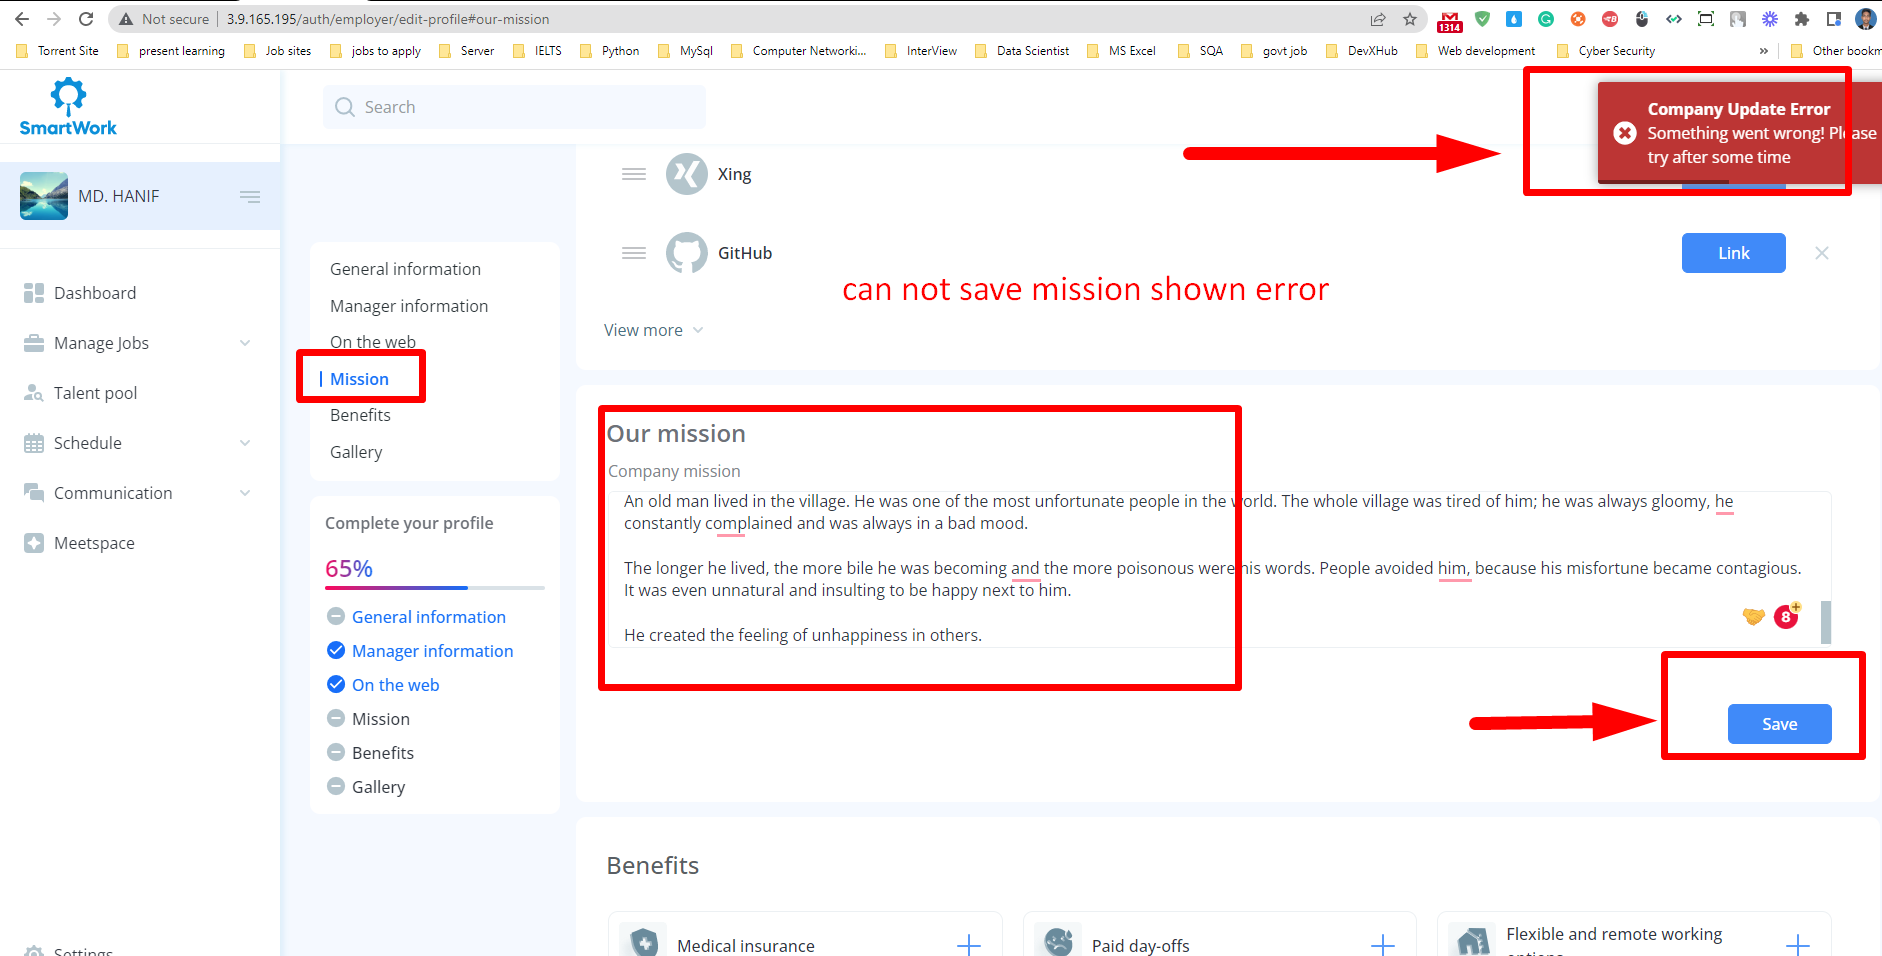 Not secure | 3.9.165.195/auth/employer/edit-profile#our-mission
1314
Torrent Site present learning Job sites jobs to apply Server IELTS Python MySql Computer Networki... InterView Data Scientist MS Excel SQA govt job DevXHub Web development Cyber Security » Other bookm
SmartWork
Search
Company Update Error
Something went wrong! Please
try after some time
MD. HANIF
Dashboard
Manage Jobs
Talent pool
Schedule
Communication
Meetspace
Settings
General information
Manager information
On the web
Mission
Benefits
Gallery
Complete your profile
65%
General information
Manager information
On the web
Mission
Benefits
Gallery
Xing
GitHub
Link
can not save mission shown error
View more
Our mission
Company mission
An old man lived in the village. He was one of the most unfortunate people in the world. The whole village was tired of him; he was always gloomy, he
constantly complained and was always in a bad mood.
The longer he lived, the more bile he was becoming and the more poisonous were his words. People avoided him, because his misfortune became contagious.
It was even unnatural and insulting to be happy next to him.
He created the feeling of unhappiness in others.
8
Save
Benefits
Medical insurance
Paid day-offs
Flexible and remote working
options